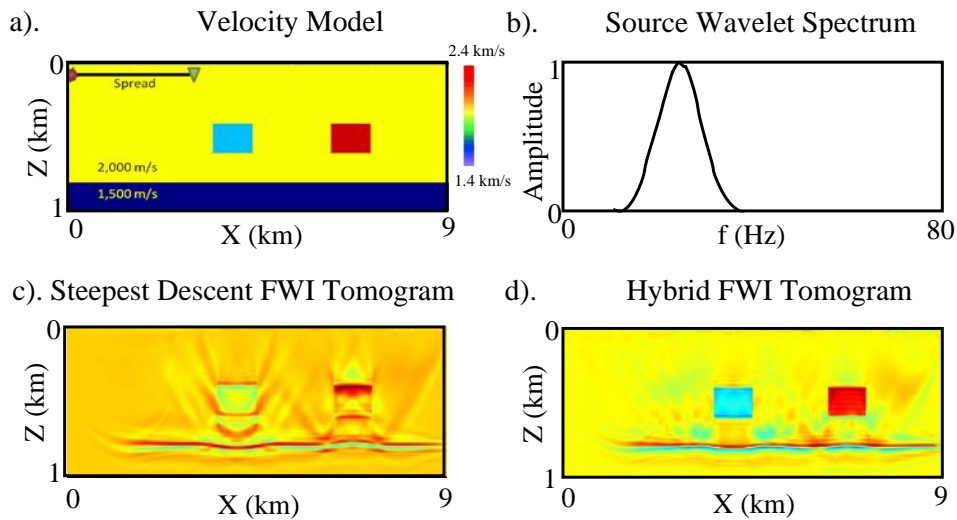 a). Velocity Model
0
Z (km)
1
Spread
2,000 m/s
1,500 m/s
0
X (km)
9
2.4 km/s
1.4 km/s
b). Source Wavelet Spectrum
1
Amplitude
0
0
f (Hz)
80
c). Steepest Descent FWI Tomogram
0
Z (km)
1
0
X (km)
9
d). Hybrid FWI Tomogram
0
Z (km)
1
0
X (km)
9